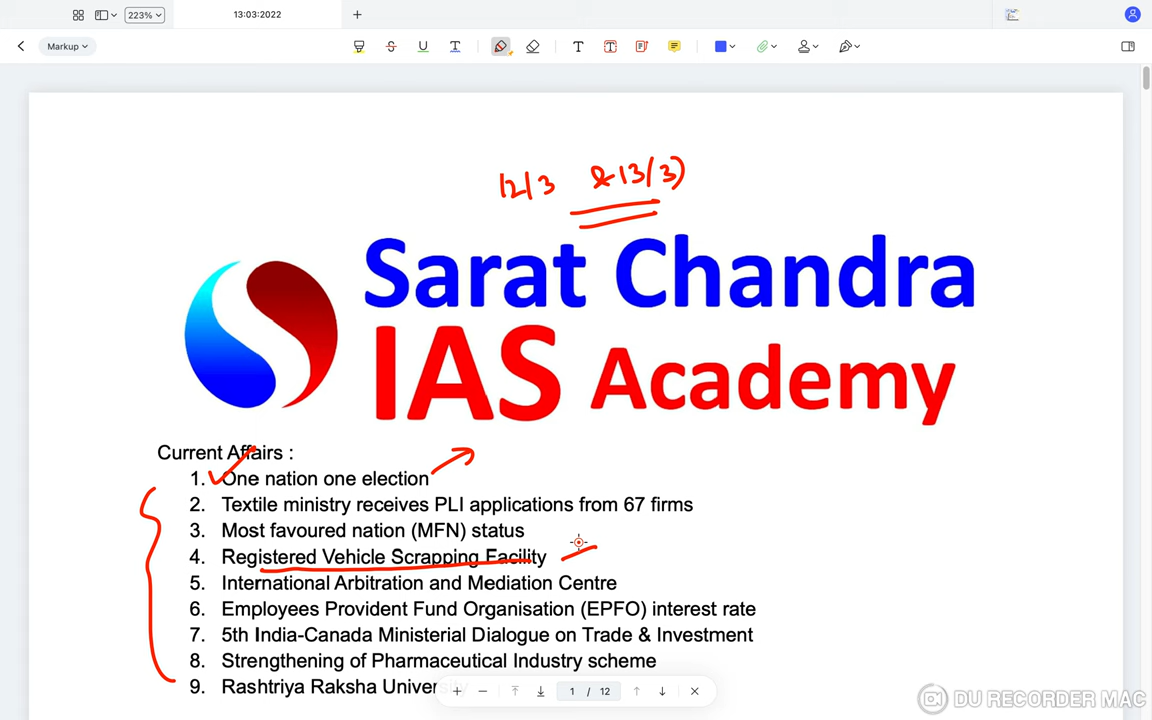 223%
13:03:2022
Markup
12/3 & 13/3)
Sarat Chandra
IAS Academy
Current Affairs :
1. One nation one election
2. Textile ministry receives PLI applications from 67 firms
3. Most favoured nation (MFN) status
4. Registered Vehicle Scrapping Facility
5. International Arbitration and Mediation Centre
6. Employees Provident Fund Organisation (EPFO) interest rate
7. 5th India-Canada Ministerial Dialogue on Trade & Investment
8. Strengthening of Pharmaceutical Industry scheme
9. Rashtriya Raksha Univer
1 / 12
DU RECORDER MAC